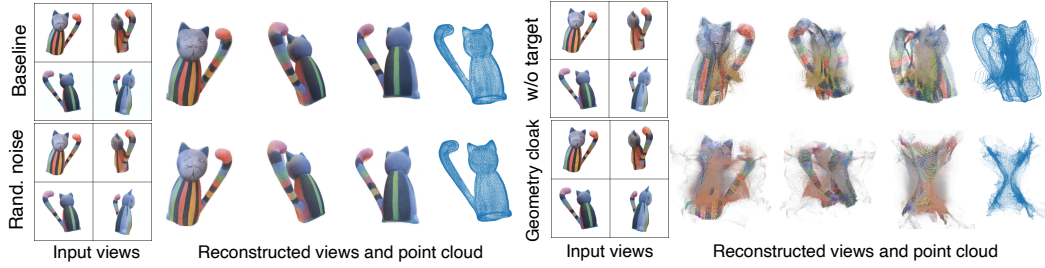 Baseline
Rand. noise
Input views
Reconstructed views and point cloud
w/o target
Geometry cloak
Input views
Reconstructed views and point cloud